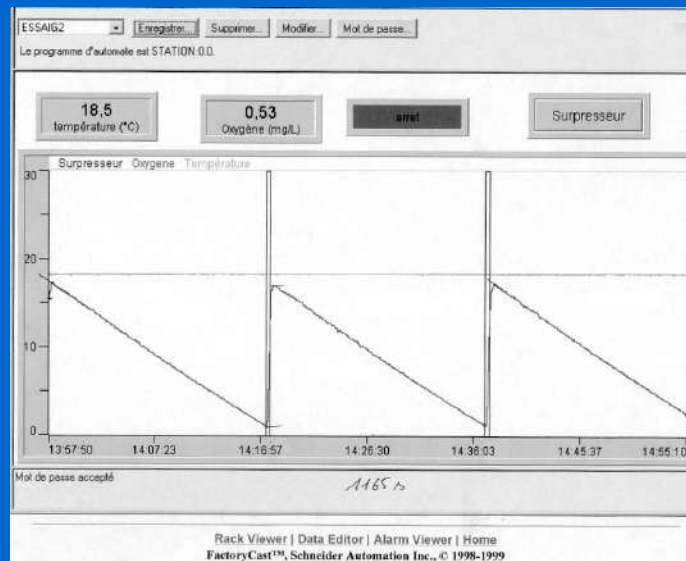 ESSAIG2 Enregistrer... Supprimer... Modifier... Mot de passe...
Le programme d'automate est STATION:0.0.
18,5 0,53 arret Surpresseur
température (°C) Oxygène (mg/L)
Surpresseur Oxygene Température
30
20
10
0
13:57:50 14:07:23 14:16:57 14:26:30 14:36:03 14:45:37 14:55:10
Mot de passe accepté
1165 s
Rack Viewer | Data Editor | Alarm Viewer | Home
FactoryCast™, Schneider Automation Inc., © 1998-1999